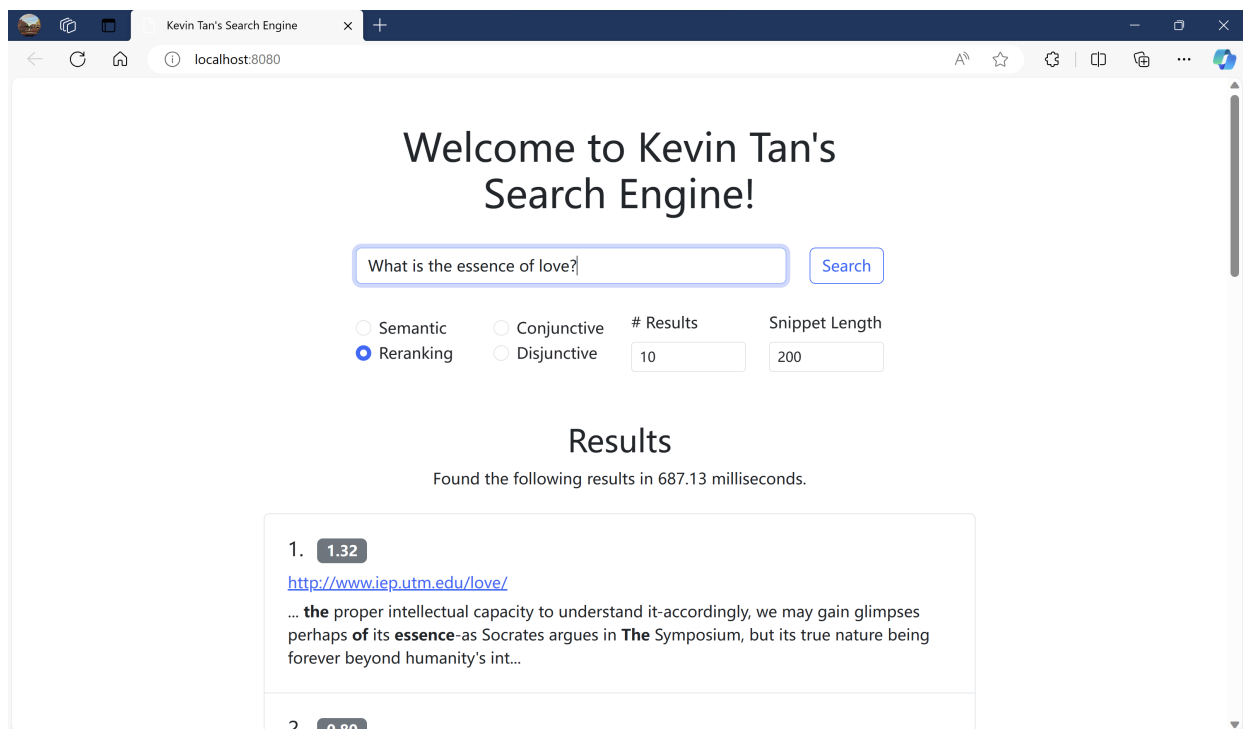 Kevin Tan's Search Engine
localhost:8080
Welcome to Kevin Tan's
Search Engine!
What is the essence of love?
Search
Semantic
Conjunctive
# Results
Snippet Length
Reranking
Disjunctive
10
200
Results
Found the following results in 687.13 milliseconds.
1. 1.32
http://www.iep.utm.edu/love/
... the proper intellectual capacity to understand it-accordingly, we may gain glimpses
perhaps of its essence-as Socrates argues in The Symposium, but its true nature being
forever beyond humanity's int...
2. 0.80